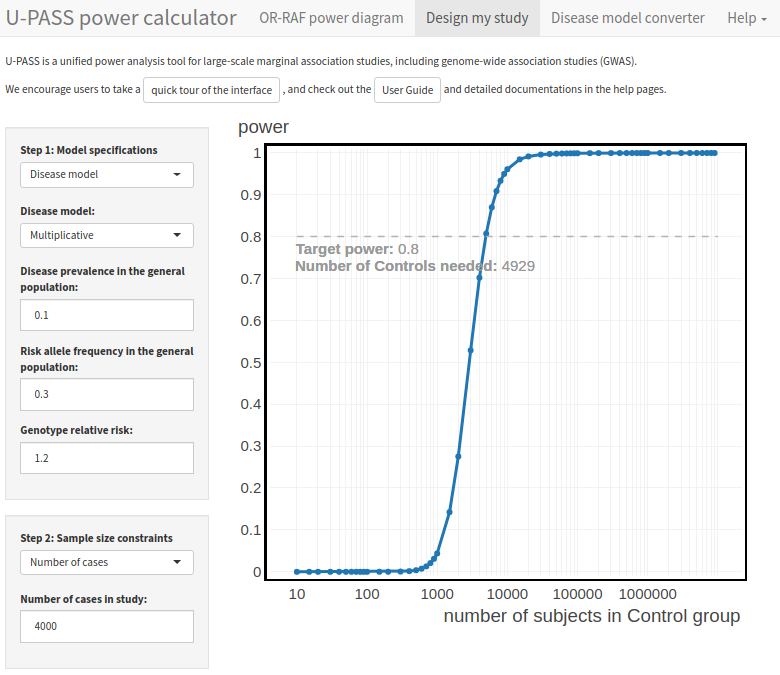 U-PASS power calculator OR-RAF power diagram Design my study Disease model converter Help
U-PASS is a unified power analysis tool for large-scale marginal association studies, including genome-wide association studies (GWAS).
We encourage users to take a quick tour of the interface , and check out the User Guide and detailed documentations in the help pages.
Step 1: Model specifications
Disease model
Disease model:
Multiplicative
Disease prevalence in the general
population:
0.1
Risk allele frequency in the general
population:
0.3
Genotype relative risk:
1.2
Step 2: Sample size constraints
Number of cases
Number of cases in study:
4000
power
1
0.9
0.8
0.7
0.6
0.5
0.4
0.3
0.2
0.1
0
Target power: 0.8
Number of Controls needed: 4929
10 100 1000 10000 100000 1000000
number of subjects in Control group